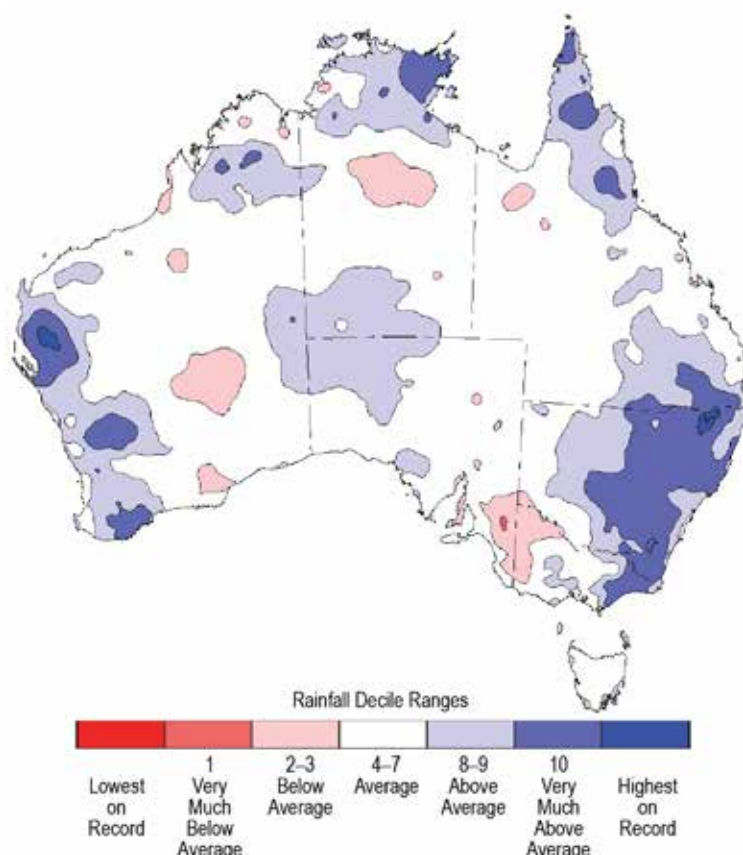 Rainfall Decile Ranges
1 2–3 4–7 8–9 10
Lowest Very Below Average Above Very Highest
on Much Average Average Much on
Record Below Above Record
Average Average